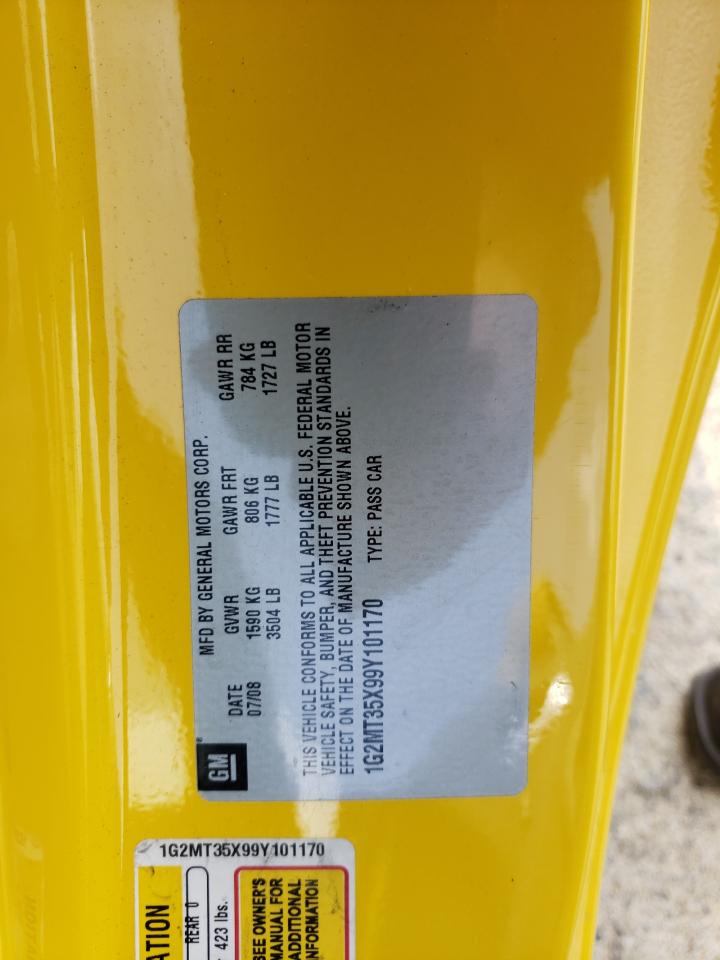 MFD BY GENERAL MOTORS CORP.
DATE GVWR GAWR FRT GAWR RR
07/08 1590 KG 806 KG 784 KG
3504 LB 1777 LB 1727 LB
THIS VEHICLE CONFORMS TO ALL APPLICABLE U.S. FEDERAL MOTOR
VEHICLE SAFETY, BUMPER, AND THEFT PREVENTION STANDARDS IN
EFFECT ON THE DATE OF MANUFACTURE SHOWN ABOVE.
1G2MT35X99Y101170 TYPE: PASS CAR
GM
®
1G2MT35X99Y101170
ATION
REAR 0
423 lbs.
SEE OWNER'S
MANUAL FOR
ADDITIONAL
INFORMATION